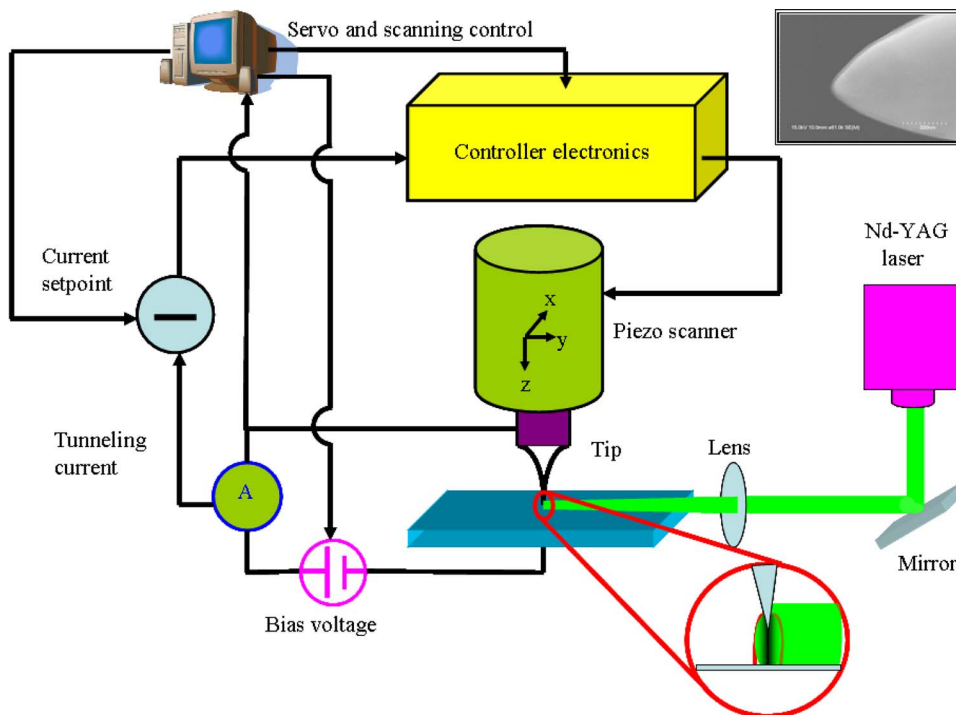 Servo and scanning control
Controller electronics
Nd-YAG
laser
Current
setpoint
x
y
z
Piezo scanner
Tunneling
current
A
Tip
Lens
Mirror
Bias voltage